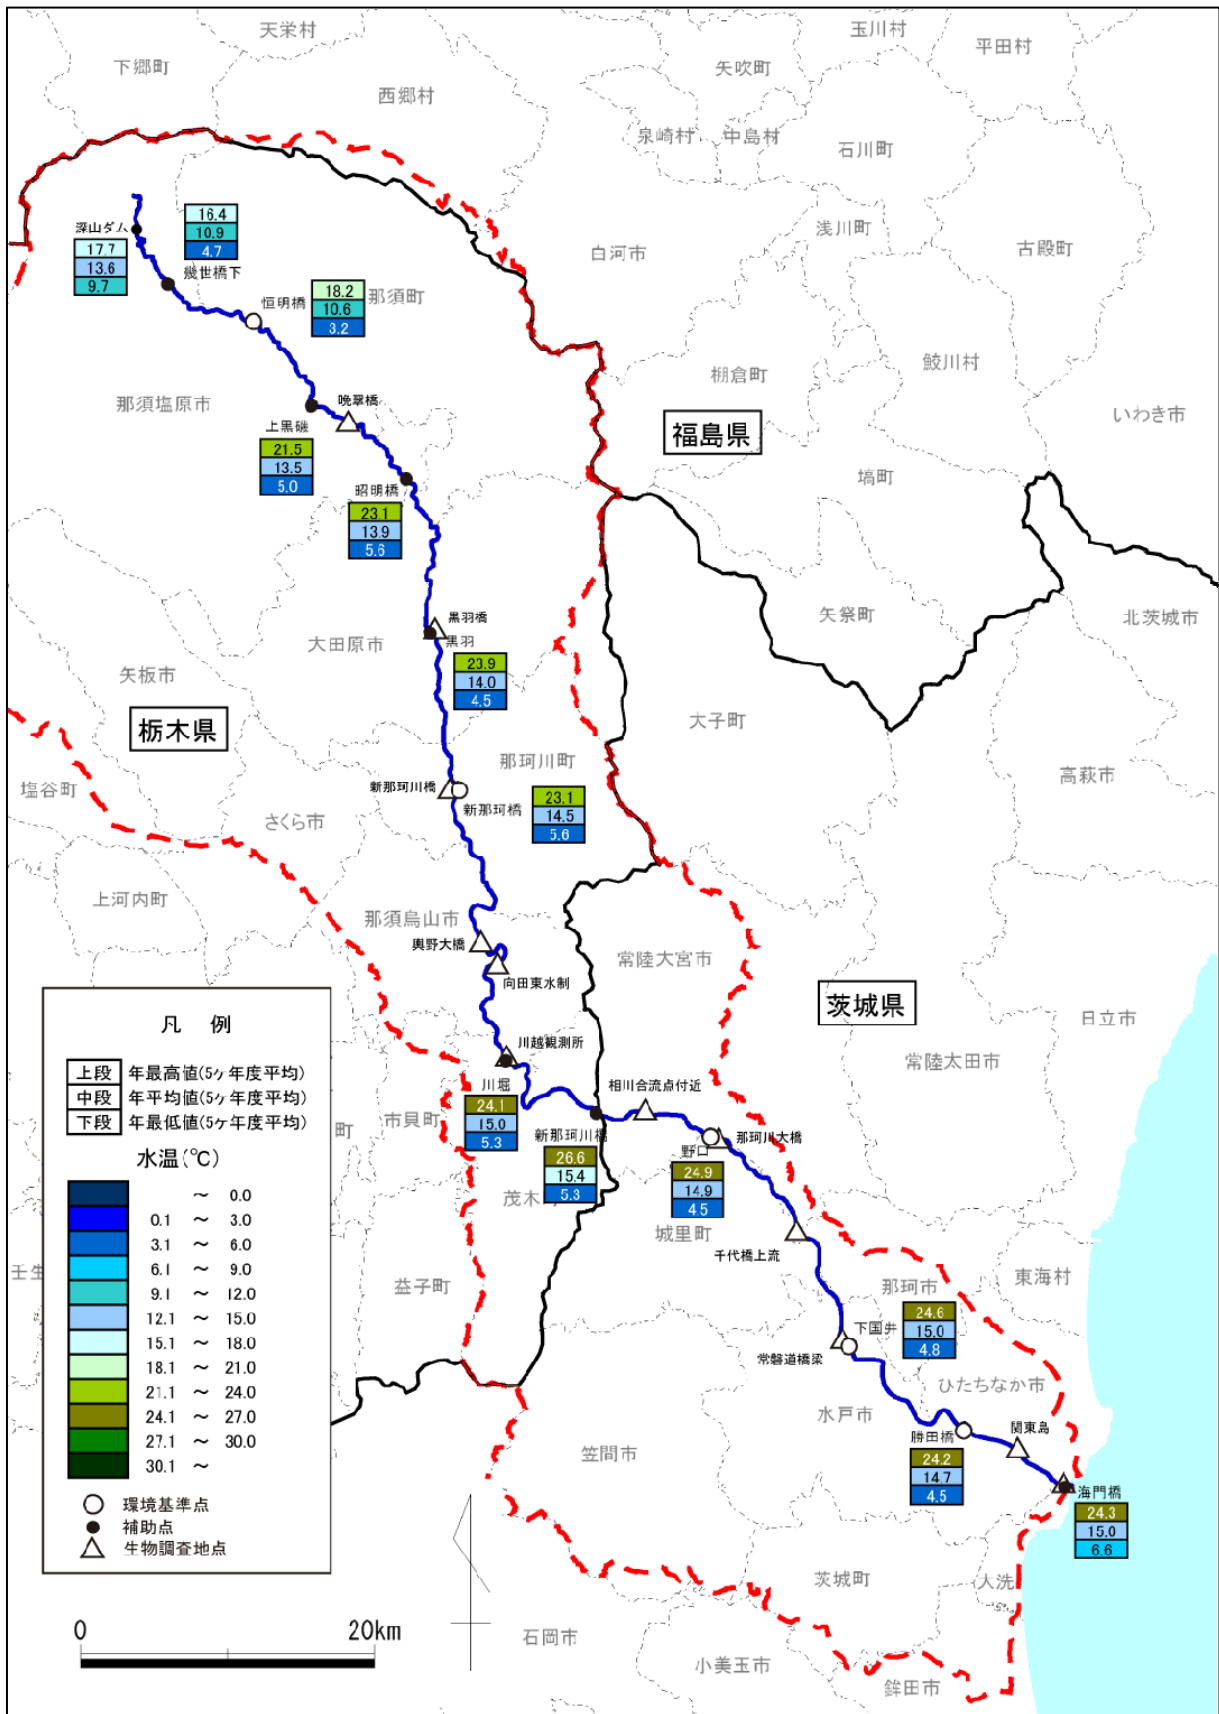 天栄村
玉川村
平田村
下郷町
矢吹町
西郷村
泉崎村
中島村
石川町
浅川町
古殿町
白河市
深山ダム
16.4
10.9
4.7
17.7
13.6
9.7
幾世橋下
恒明橋
18.2
10.6
3.2
那須町
鮫川村
棚倉町
いわき市
那須塩原市
晩翠橋
上黒磯
21.5
13.5
5.0
福島県
塙町
昭明橋
23.1
13.9
5.6
矢祭町
北茨城市
黒羽橋
黒羽
大田原市
23.9
14.0
4.5
矢板市
栃木県
大子町
那珂川町
高萩市
塩谷町
新那珂川橋
新那珂橋
23.1
14.5
5.6
さくら市
上河内町
那須烏山市
興野大橋
向田東水制
常陸大宮市
茨城県
日立市
常陸太田市
川越観測所
川堀
24.1
15.0
5.3
相川合流点付近
市貝町
町
新那珂川橋
26.6
15.4
5.3
野口
那珂川大橋
24.9
14.9
4.5
茂木
城里町
千代橋上流
東海村
那珂市
壬生
益子町
24.6
15.0
4.8
下国井
常磐道橋梁
ひたちなか市
水戸市
勝田橋
関東島
笠間市
24.2
14.7
4.5
海門橋
24.3
15.0
6.6
茨城町
大洗
石岡市
小美玉市
鉾田市
凡 例
上段 年最高値(5ヶ年度平均)
中段 年平均値(5ヶ年度平均)
下段 年最低値(5ヶ年度平均)
水温(℃)
～ 0.0
0.1 ～ 3.0
3.1 ～ 6.0
6.1 ～ 9.0
9.1 ～ 12.0
12.1 ～ 15.0
15.1 ～ 18.0
18.1 ～ 21.0
21.1 ～ 24.0
24.1 ～ 27.0
27.1 ～ 30.0
30.1 ～
環境基準点
補助点
生物調査地点
0 20km